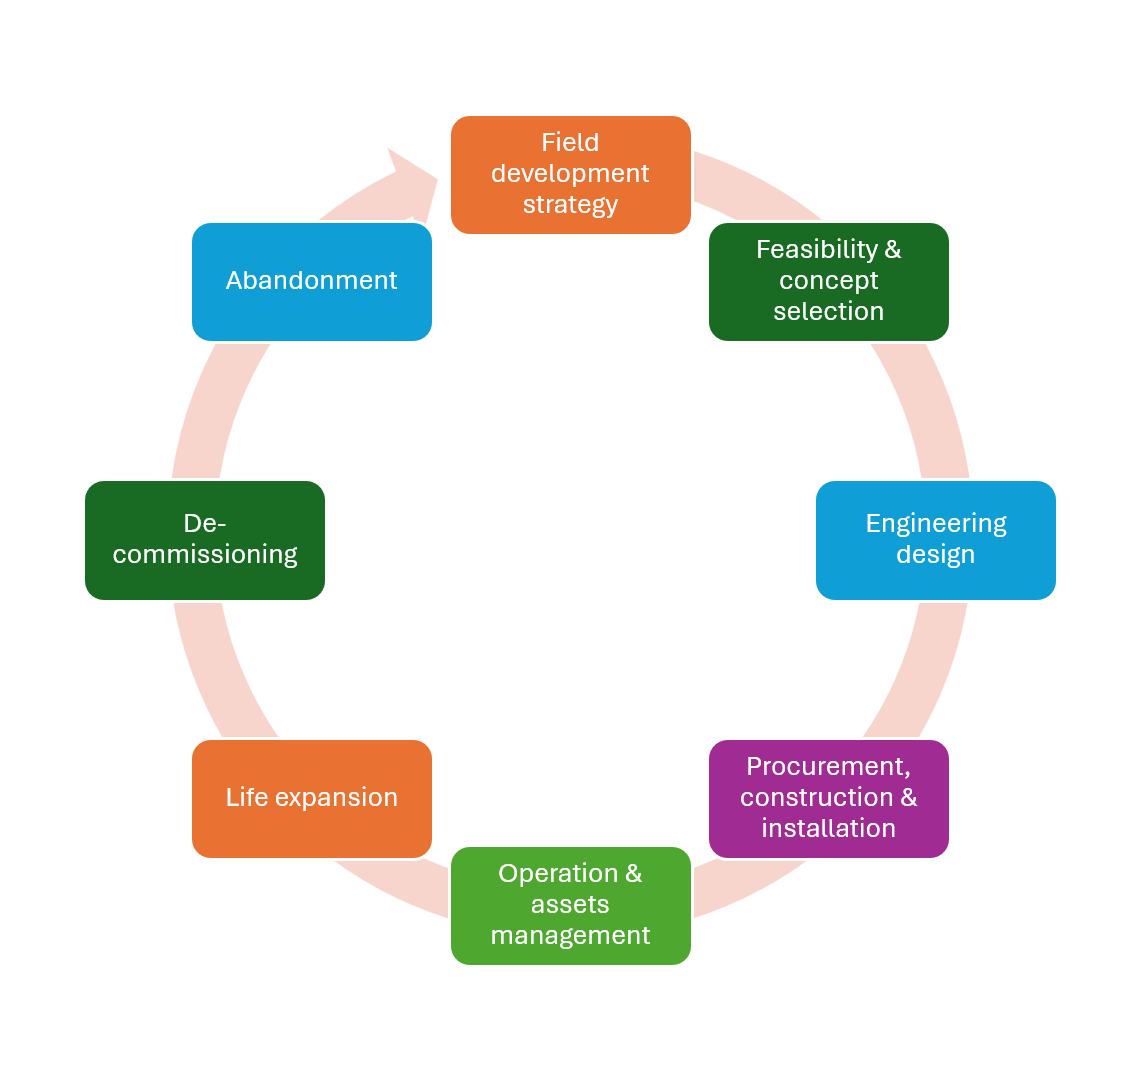 Field
development
strategy
Feasibility &
concept
selection
Engineering
design
Procurement,
construction &
installation
Operation &
assets
management
Life expansion
De-
commissioning
Abandonment